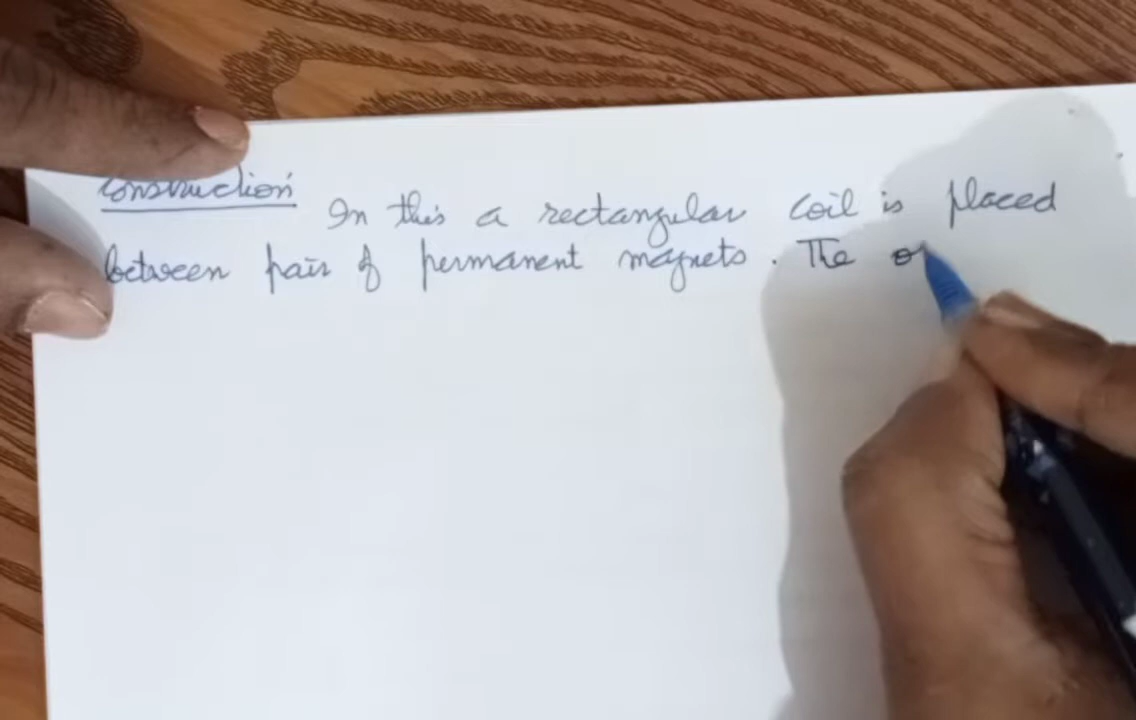 Construction In this a rectangular coil is placed
between pair of permanent magnets. The